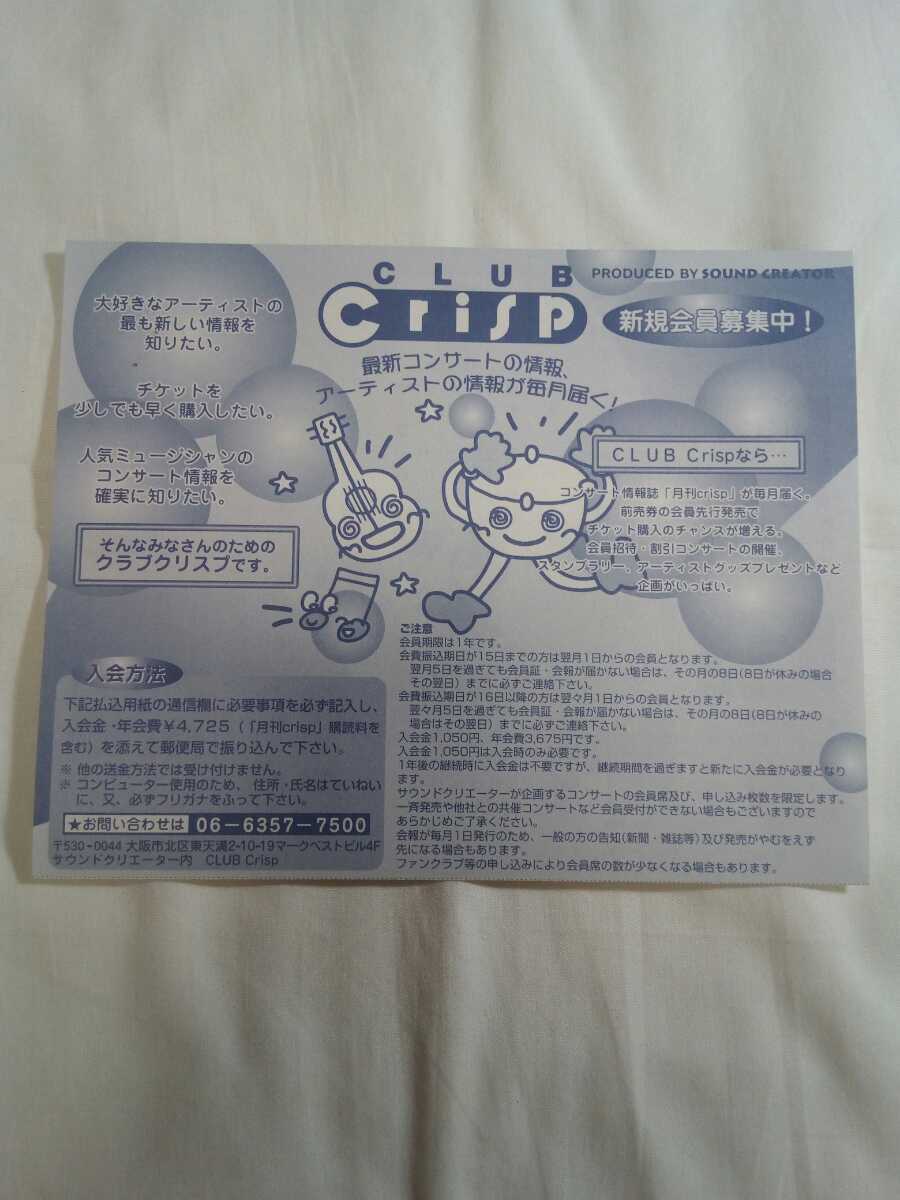 CLUB
Crisp
PRODUCED BY SOUND CREATOR
新規会員募集中！
大好きなアーティストの
最も新しい情報を
知りたい。
チケットを
少しでも早く購入したい。
人気ミュージシャンの
コンサート情報を
確実に知りたい。
そんなみなさんのための
クラブクリスプです。
最新コンサートの情報、
アーティストの情報が毎月届く！
CLUB Crispなら…
コンサート情報誌「月刊crisp」が毎月届く。
前売券の会員先行発売で
チケット購入のチャンスが増える。
会員招待・割引コンサートの開催、
スタンプラリー、アーティストグッズプレゼントなど
企画がいっぱい。
入会方法
下記払込用紙の通信欄に必要事項を必ず記入し、
入会金・年会費￥4,725（「月刊crisp」購読料を
含む）を添えて郵便局で振り込んで下さい。
※ 他の送金方法では受け付けません。
※ コンピューター使用のため、住所・氏名はていねい
に、又、必ずフリガナをふって下さい。
★お問い合わせは 06－6357－7500
〒530－0044 大阪市北区東天満2-10-19マークベストビル4F
サウンドクリエーター内 CLUB Crisp
ご注意
会員期限は1年です。
会費振込期日が15日までの方は翌月1日からの会員となります。
翌月5日を過ぎても会員証・会報が届かない場合は、その月の8日(8日が休みの場合
その翌日）までに必ずご連絡下さい。
会費振込期日が16日以降の方は翌々月1日からの会員となります。
翌々月5日を過ぎても会員証・会報が届かない場合は、その月の8日(8日が休みの
場合はその翌日）までに必ずご連絡下さい。
入会金1,050円、年会費3,675円です。
入会金1,050円は入会時のみ必要です。
1年後の継続時に入会金は不要ですが、継続期間を過ぎますと新たに入会金が必要となり
ます。
サウンドクリエーターが企画するコンサートの会員席及び、申し込み枚数を限定します。
一斉発売や他社との共催コンサートなど会員受付ができない場合もございますので
あらかじめご了承ください。
会報が毎月1日発行のため、一般の方の告知(新聞・雑誌等)及び発売がやむをえず
先になる場合もあります。
ファンクラブ等の申し込みにより会員席の数が少なくなる場合もあります。